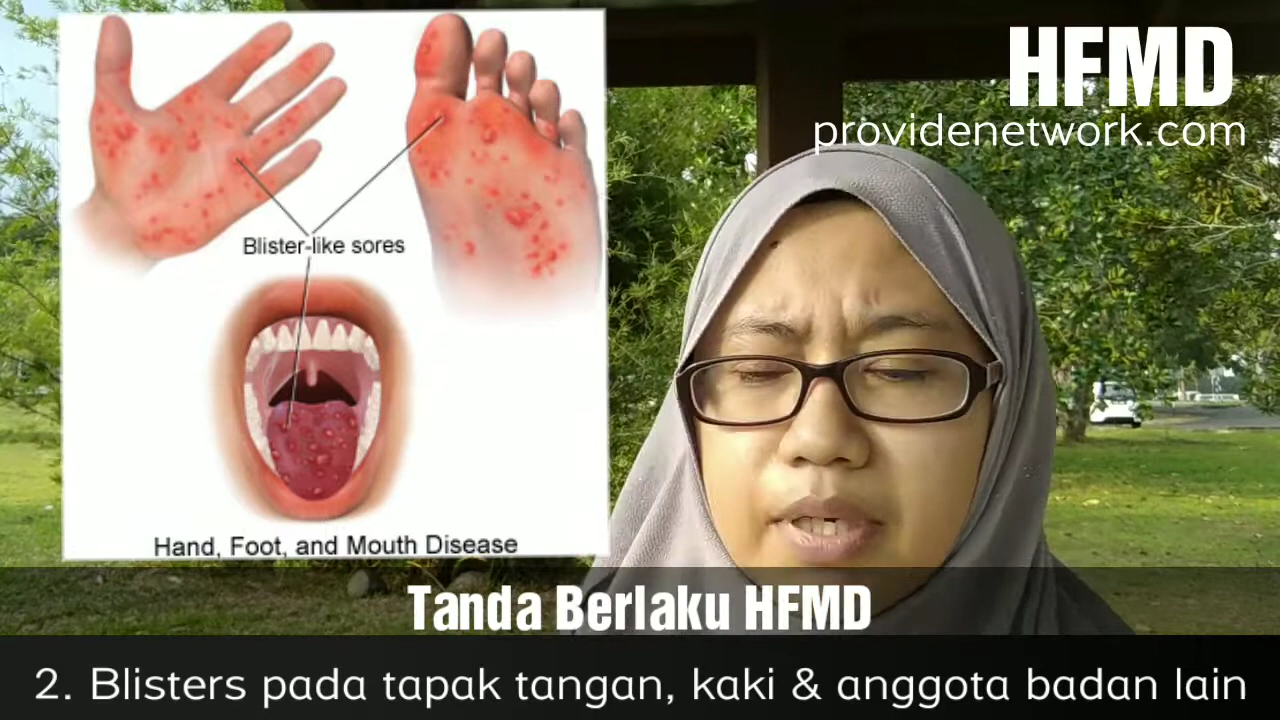 HFMD
providenetwork.com
Blister-like sores
Hand, Foot, and Mouth Disease
Tanda Berlaku HFMD
2. Blisters pada tapak tangan, kaki & anggota badan lain